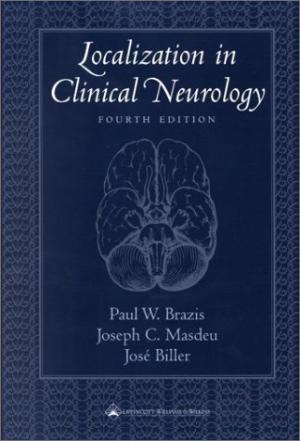 Localization in
Clinical Neurology
FOURTH EDITION
Paul W. Brazis
Joseph C. Masdeu
José Biller
LIPPINCOTT WILLIAMS & WILKINS